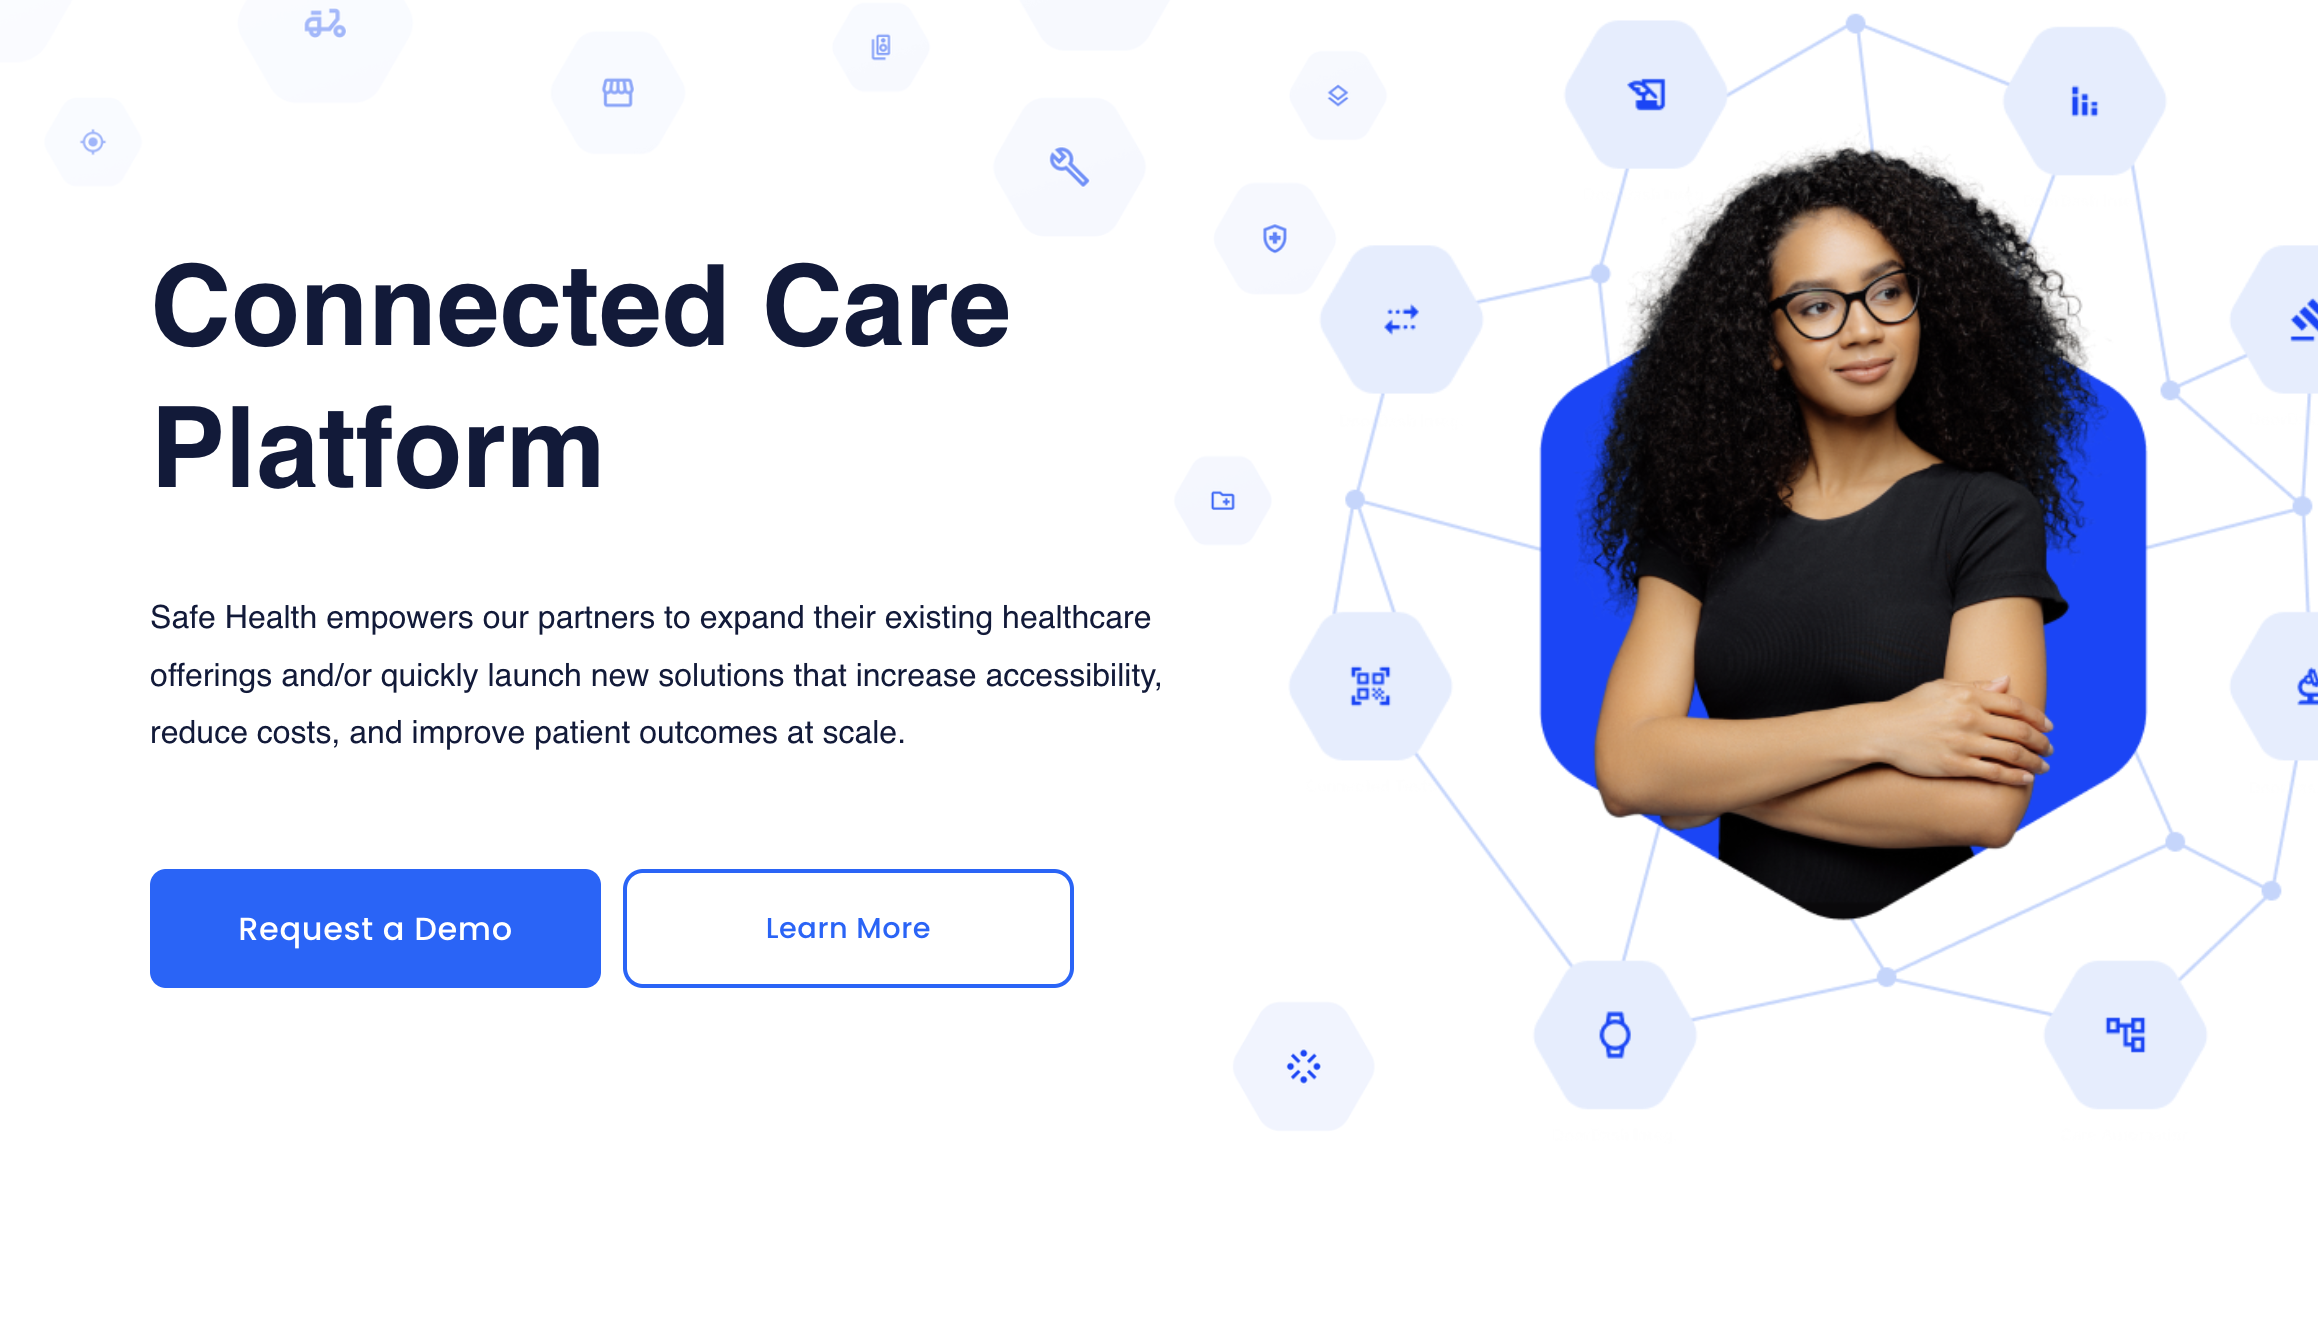 Connected Care
Platform
Safe Health empowers our partners to expand their existing healthcare
offerings and/or quickly launch new solutions that increase accessibility,
reduce costs, and improve patient outcomes at scale.
Request a Demo
Learn More